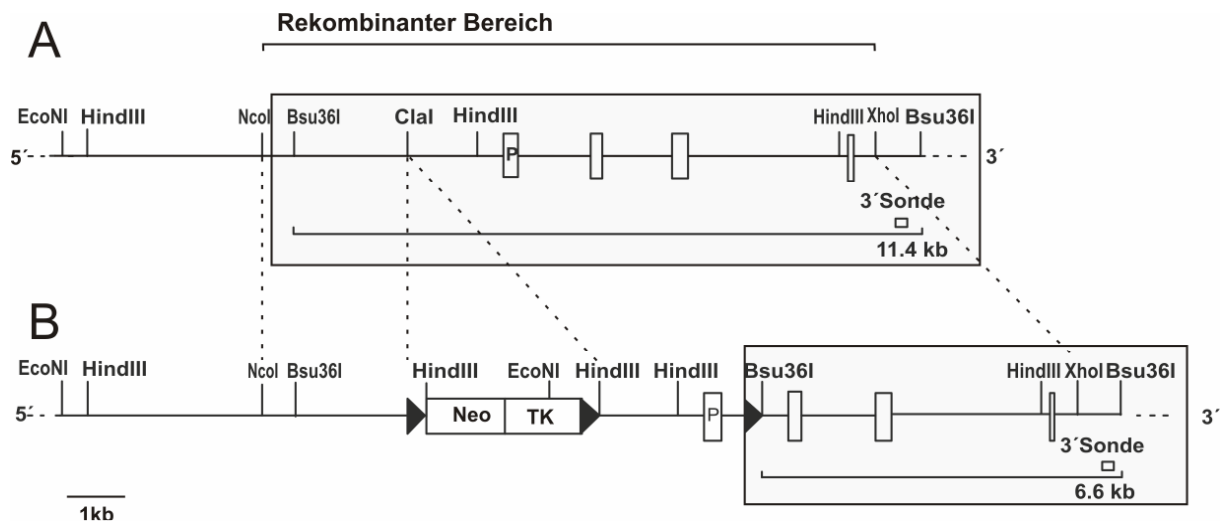 Rekombinanter Bereich
A
EcoNI HindIII NcoI Bsu36I ClaI HindIII HindIII XhoI Bsu36I
5´ P 3´
3´Sonde
11.4 kb
B
EcoNI HindIII NcoI Bsu36I HindIII EcoNI HindIII HindIII Bsu36I HindIII XhoI Bsu36I
5´ Neo TK P 3´
3´Sonde
6.6 kb
1kb